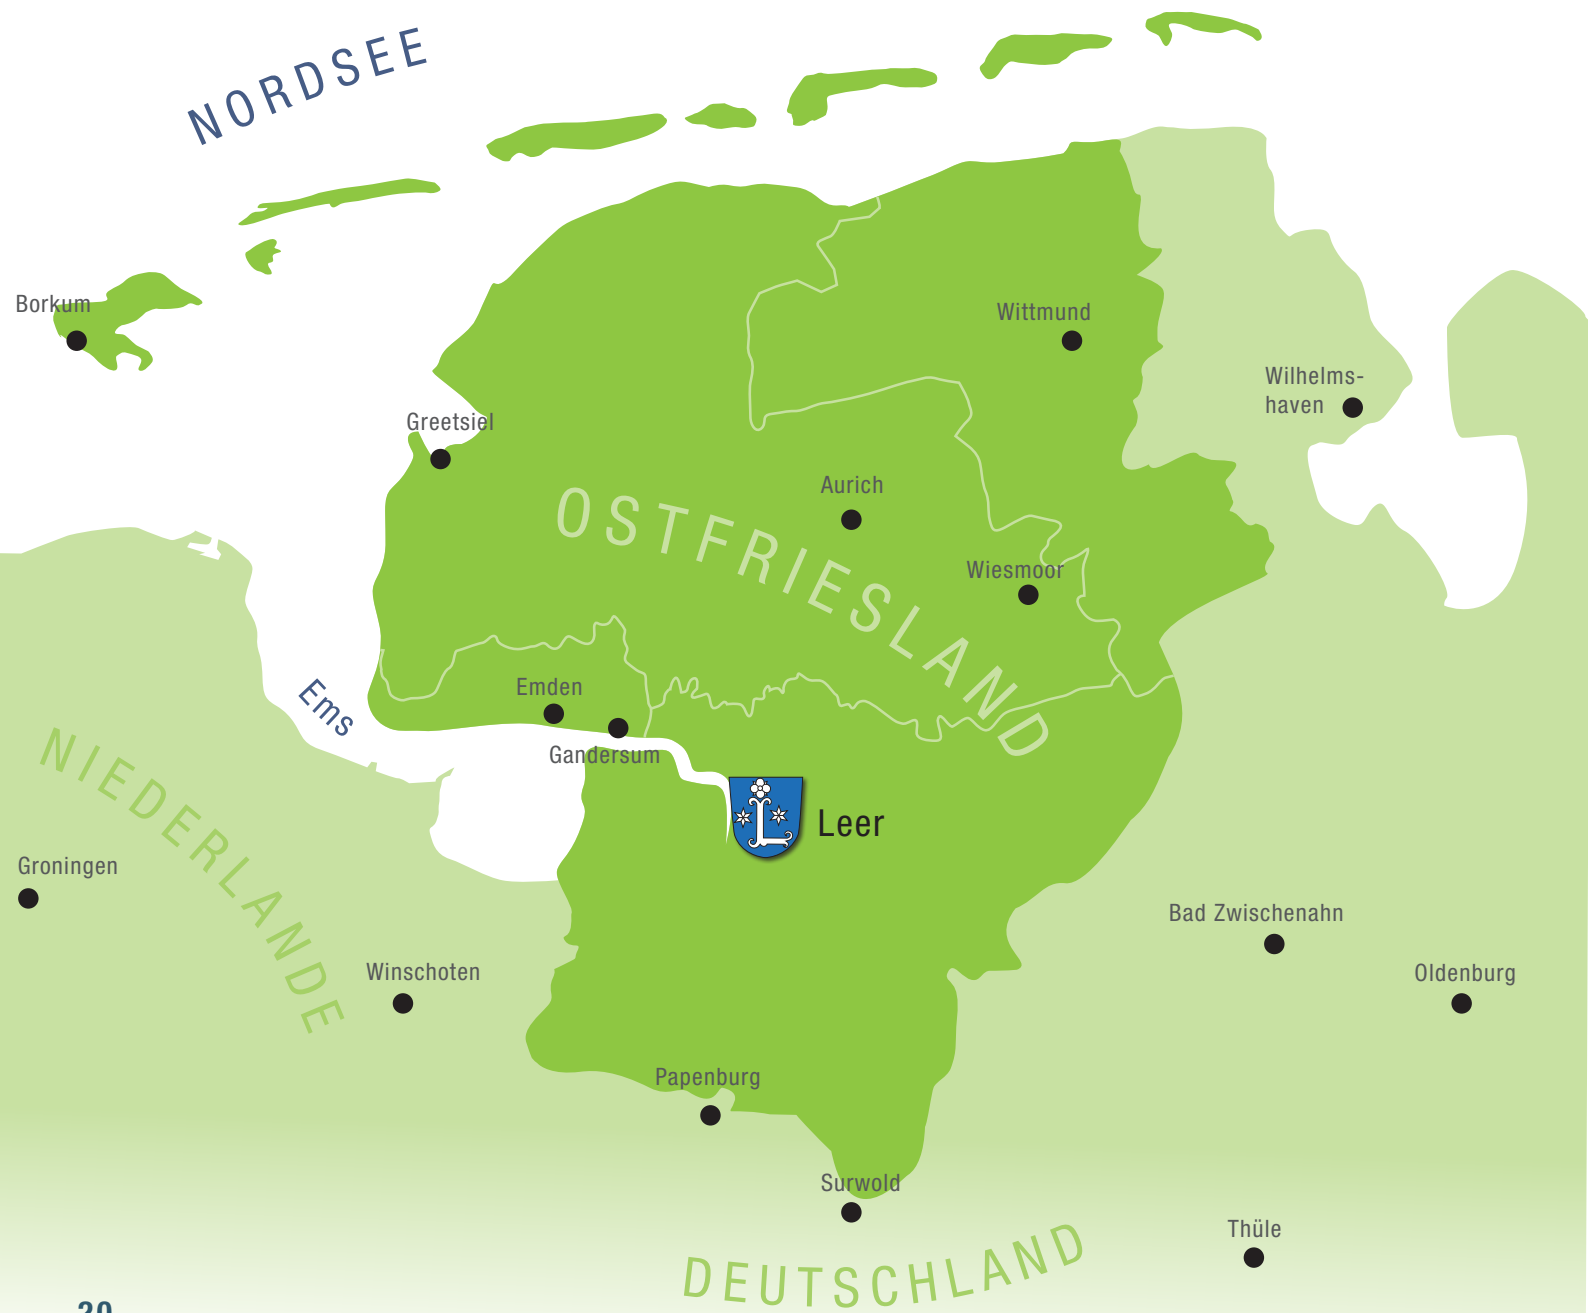 NORDSEE
Borkum
Wittmund
Wilhelms-
haven
Greetsiel
Aurich
OSTFRIESLAND
Wiesmoor
Emden
Ems
Gandersum
NIEDERLANDE
L
Leer
Groningen
Bad Zwischenahn
Winschoten
Oldenburg
Papenburg
Surwold
Thüle
DEUTSCHLAND